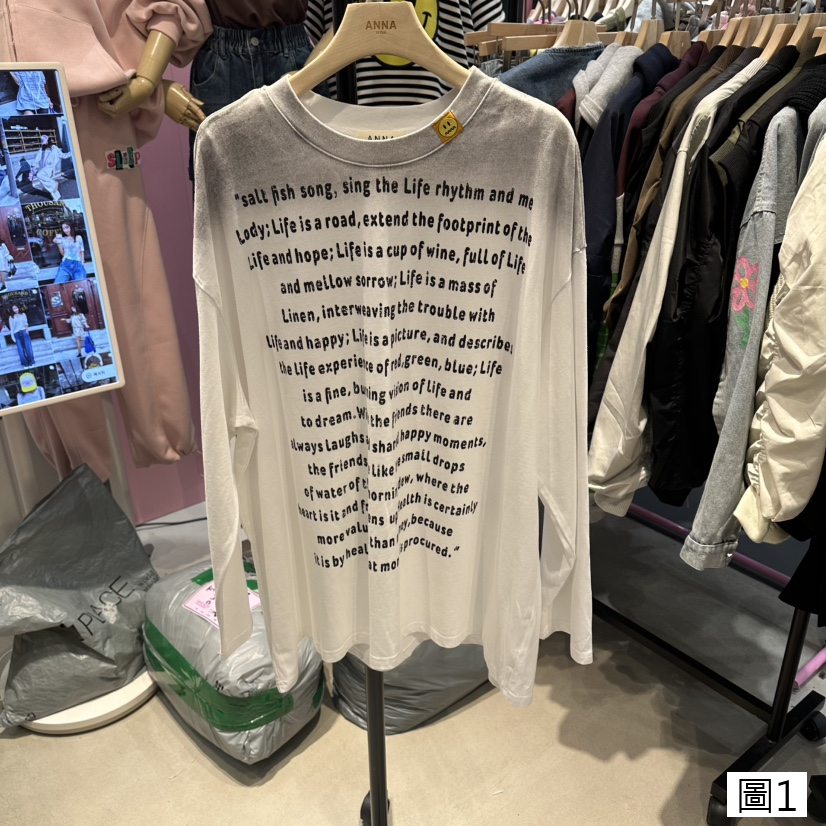 ANNA
ANNA
"salt fish song, sing the Life rhythm and me
Lody; Life is a road, extend the footprint of the
Life and hope; Life is a cup of wine, full of Life
and mellow sorrow; Life is a mass of
Linen, interweaving the trouble with
Life and happy; Life is a picture, and describes
the life experience of red, green, blue; Life
is a fine, vision of life and
to dream. the there are
always Laughs happy moments,
the friends like small drops
of water of where the
heart is it and is certainly
more than because
it is by procured."
THOUSAND
PIACE
圖1